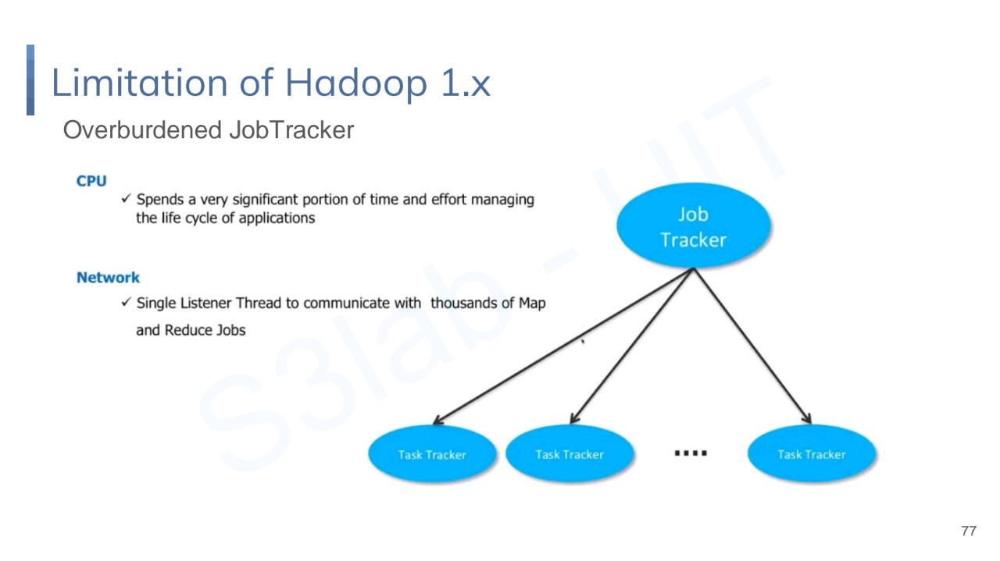 Limitation of Hadoop 1.x
Overburdened JobTracker
CPU
✓ Spends a very significant portion of time and effort managing
the life cycle of applications
Network
✓ Single Listener Thread to communicate with thousands of Map
and Reduce Jobs
Job
Tracker
Task Tracker
Task Tracker
....
Task Tracker
S3lab - UIT
77